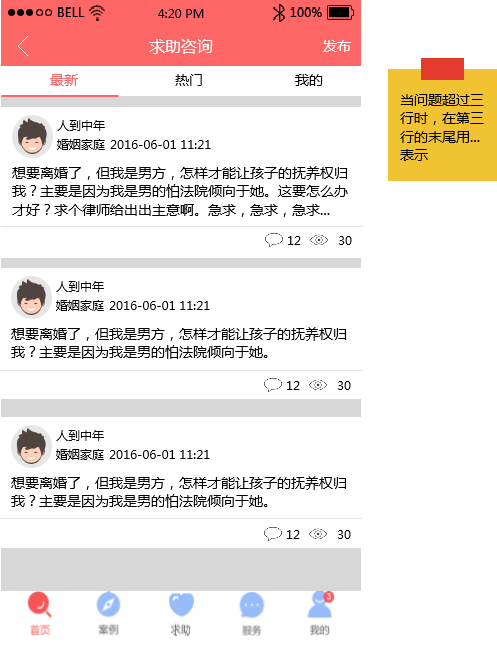 BELL 4:20 PM 100%
求助咨询 发布
最新 热门 我的
人到中年
婚姻家庭 2016-06-01 11:21
想要离婚了，但我是男方，怎样才能让孩子的抚养权归
我？主要是因为我是男的怕法院倾向于她。这要怎么办
才好？求个律师给出出主意啊。急求，急求，急求...
12 30
人到中年
婚姻家庭 2016-06-01 11:21
想要离婚了，但我是男方，怎样才能让孩子的抚养权归
我？主要是因为我是男的怕法院倾向于她。
12 30
人到中年
婚姻家庭 2016-06-01 11:21
想要离婚了，但我是男方，怎样才能让孩子的抚养权归
我？主要是因为我是男的怕法院倾向于她。
12 30
3
首页 案例 求助 服务 我的
当问题超过三
行时，在第三
行的末尾用...
表示